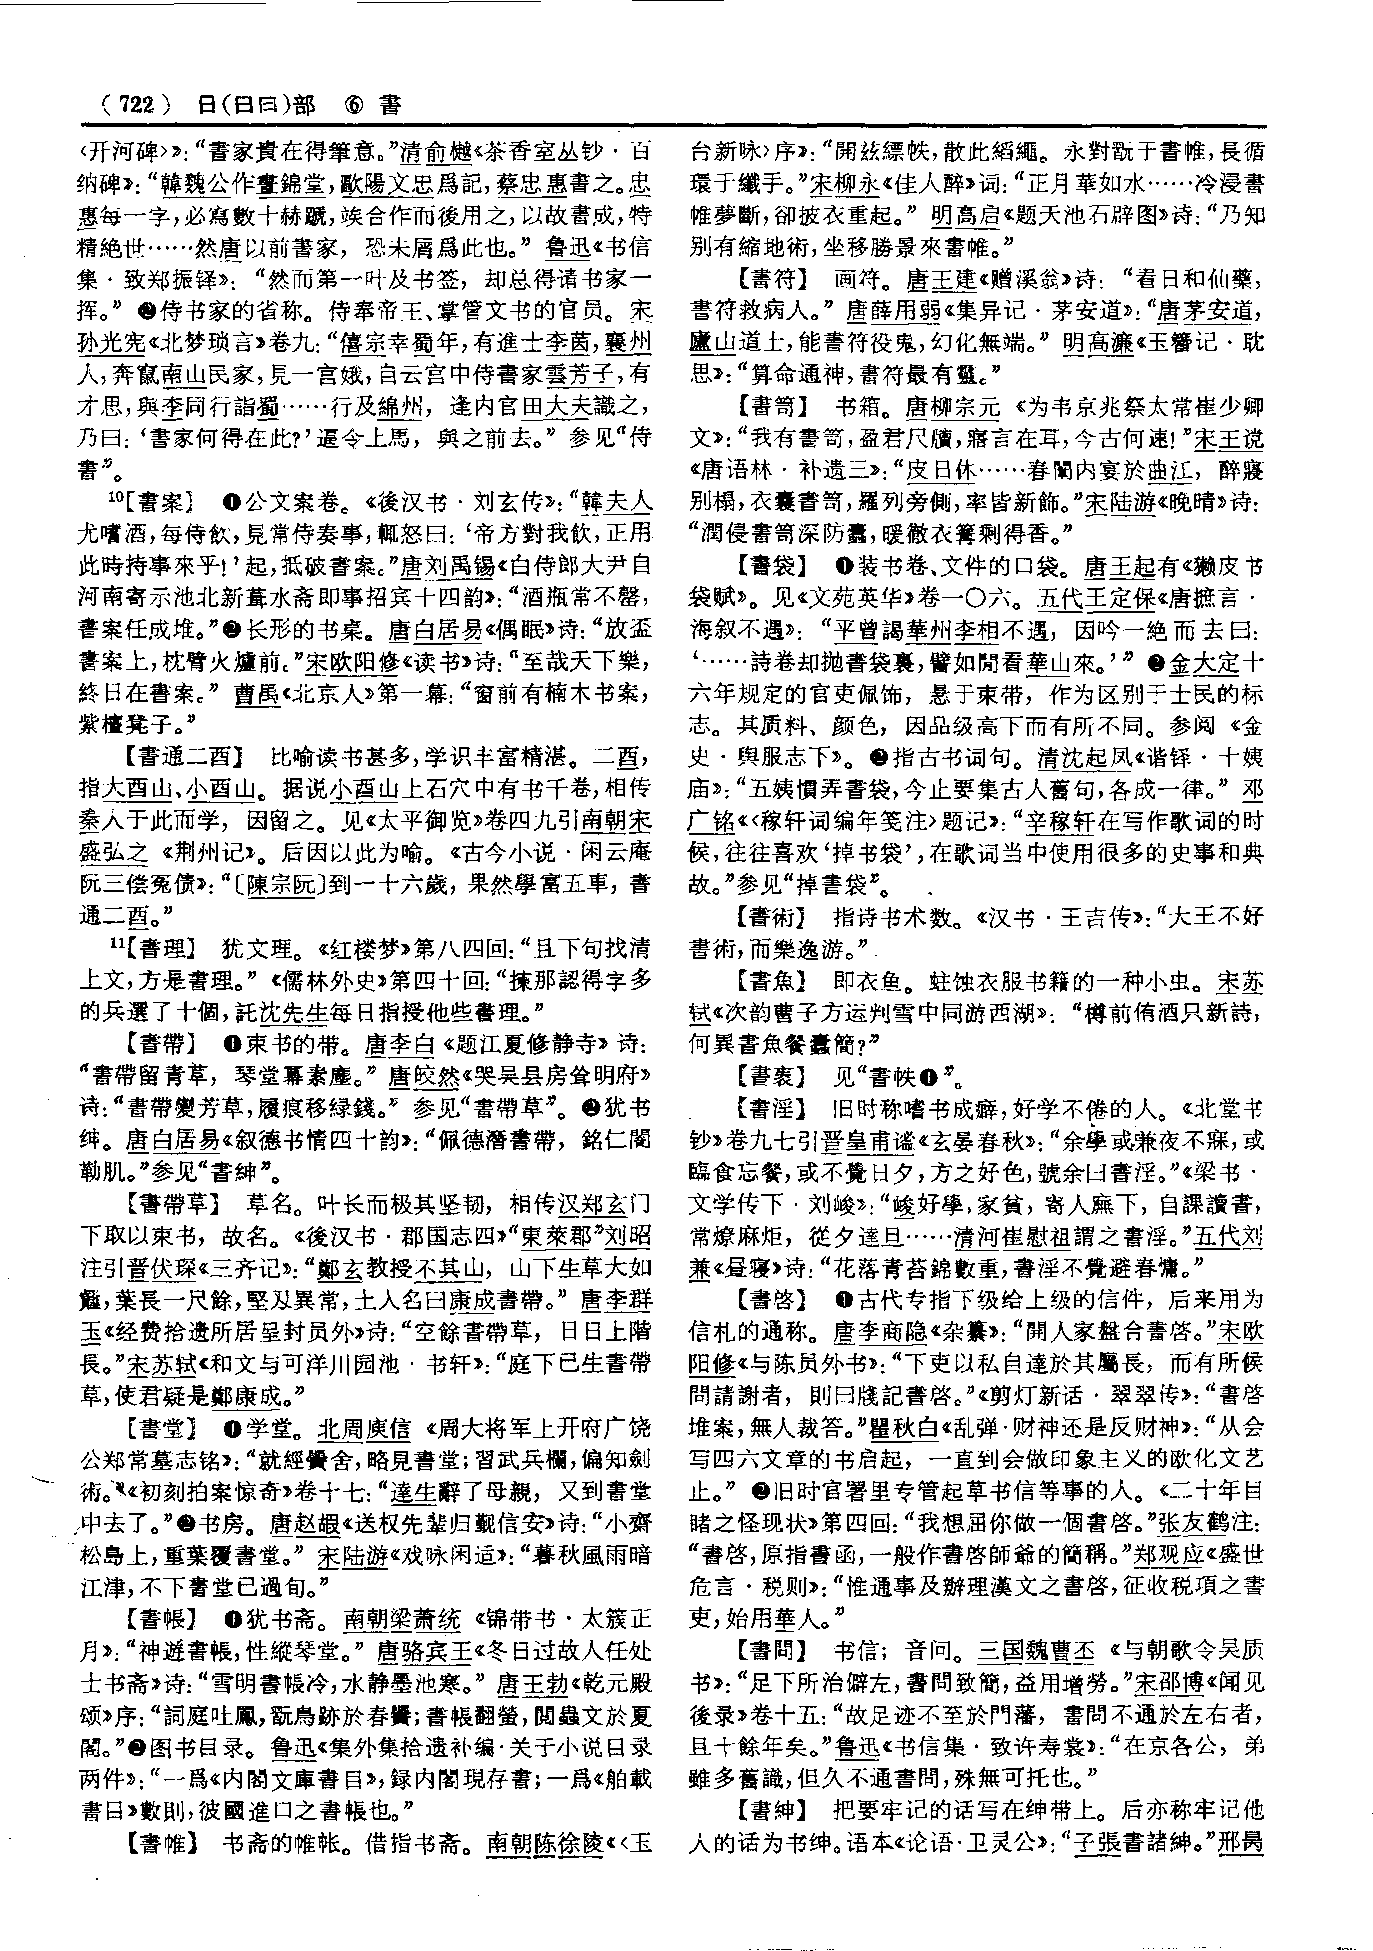 (722) 日(日曰)部 ⑥ 書
〈开河碑〉》：“書家貴在得筆意。”清俞樾《茶香室丛钞·百
纳碑》：“韓魏公作晝錦堂，歐陽文忠爲記，蔡忠惠書之。忠
惠每一字，必寫數十赫蹏，竢合作而後用之，以故書成，特
精絶世……然唐以前書家，恐未屑爲此也。” 鲁迅《书信
集·致郑振铎》：“然而第一叶及书签，却总得请书家一
挥。” ❷侍书家的省称。侍奉帝王、掌管文书的官员。宋
孙光宪《北梦琐言》卷九：“僖宗幸蜀年，有進士李茵，襄州
人，奔竄南山民家，見一宫娥，自云宫中侍書家雲芳子，有
才思，與李同行詣蜀……行及綿州，逢内官田大夫識之，
乃曰：‘書家何得在此？’逼令上馬，與之前去。” 参见“侍
書”。
10【書案】 ❶公文案卷。《後汉书·刘玄传》：“韓夫人
尤嗜酒，每侍飲，見常侍奏事，輒怒曰：‘帝方對我飲，正用
此時持事來乎！’起，抵破書案。”唐刘禹锡《白侍郎大尹自
河南寄示池北新葺水斋即事招宾十四韵》：“酒瓶常不罄，
書案任成堆。”❷长形的书桌。唐白居易《偶眠》诗：“放盃
書案上，枕臂火爐前。”宋欧阳修《读书》诗：“至哉天下樂，
終日在書案。” 曹禺《北京人》第一幕：“窗前有楠木书案，
紫檀凳子。”
【書通二酉】 比喻读书甚多，学识丰富精湛。二酉，
指大酉山、小酉山。据说小酉山上石穴中有书千卷，相传
秦人于此而学，因留之。见《太平御览》卷四九引南朝宋
盛弘之《荆州记》。后因以此为喻。《古今小说·闲云庵
阮三偿冤债》：“〔陳宗阮〕到一十六歲，果然學富五車，書
通二酉。”
11【書理】 犹文理。《红楼梦》第八四回：“且下句找清
上文，方是書理。”《儒林外史》第四十回：“揀那認得字多
的兵選了十個，託沈先生每日指授他些書理。”
【書帶】 ❶束书的带。唐李白《题江夏修静寺》诗：
“書帶留青草，琴堂冪素塵。” 唐皎然《哭吴县房耸明府》
诗：“書帶變芳草，履痕移緑錢。” 参见“書帶草”。❷犹书
绅。唐白居易《叙德书情四十韵》：“佩德潛書帶，銘仁闇
勒肌。”参见“書紳”。
【書帶草】 草名。叶长而极其坚韧，相传汉郑玄门
下取以束书，故名。《後汉书·郡国志四》“東萊郡”刘昭
注引晋伏琛《三齐记》：“鄭玄教授不其山，山下生草大如
䪥，葉長一尺餘，堅刄異常，土人名曰康成書帶。” 唐李群
玉《经费拾遗所居呈封员外》诗：“空餘書帶草，日日上階
長。”宋苏轼《和文与可洋川园池·书轩》：“庭下已生書帶
草，使君疑是鄭康成。”
【書堂】 ❶学堂。北周庾信《周大将军上开府广饶
公郑常墓志铭》：“就經黌舍，略見書堂；習武兵欄，偏知劍
術。”《初刻拍案惊奇》卷十七：“達生辭了母親，又到書堂
中去了。”❷书房。唐赵嘏《送权先辈归觐信安》诗：“小齋
松島上，重葉覆書堂。” 宋陆游《戏咏闲适》：“暮秋風雨暗
江津，不下書堂已過旬。”
【書帳】 ❶犹书斋。南朝梁萧统《锦带书·太簇正
月》：“神遊書帳，性縱琴堂。” 唐骆宾王《冬日过故人任处
士书斋》诗：“雪明書帳冷，水静墨池寒。” 唐王勃《乾元殿
颂》序：“詞庭吐鳳，翫鳥跡於春黌；書帳翻螢，閲蟲文於夏
閣。”❷图书目录。鲁迅《集外集拾遗补编·关于小说目录
两件》：“一爲《内閣文庫書目》，録内閣現存書；一爲《舶載
書目》數則，彼國進口之書帳也。”
【書帷】 书斋的帷帐。借指书斋。南朝陈徐陵《〈玉
台新咏〉序》：“開兹縹帙，散此縚繩。永對翫于書帷，長循
環于纖手。”宋柳永《佳人醉》词：“正月華如水……冷浸書
帷夢斷，卻披衣重起。” 明高启《题天池石辟图》诗：“乃知
别有縮地術，坐移勝景來書帷。”
【書符】 画符。唐王建《赠溪翁》诗：“看日和仙藥，
書符救病人。” 唐薛用弱《集异记·茅安道》：“唐茅安道，
廬山道士，能書符役鬼，幻化無端。” 明高濂《玉簪记·耽
思》：“算命通神，書符最有靈。”
【書笥】 书箱。唐柳宗元《为韦京兆祭太常崔少卿
文》：“我有書笥，盈君尺牘，寤言在耳，今古何速！”宋王谠
《唐语林·补遗三》：“皮日休……春闈内宴於曲江，醉寢
别榻，衣囊書笥，羅列旁側，率皆新飾。”宋陆游《晚晴》诗：
“潤侵書笥深防蠹，暖徹衣篝剩得香。”
【書袋】 ❶装书卷、文件的口袋。唐王起有《獭皮书
袋赋》。见《文苑英华》卷一〇六。五代王定保《唐摭言·
海叙不遇》：“平曾謁華州李相不遇，因吟一絶而去曰：
‘……詩卷却抛書袋裏，譬如閒看華山來。’” ❷金大定十
六年规定的官吏佩饰，悬于束带，作为区别于士民的标
志。其质料、颜色，因品级高下而有所不同。参阅《金
史·舆服志下》。❷指古书词句。清沈起凤《谐铎·十姨
庙》：“五姨慣弄書袋，今止要集古人舊句，各成一律。” 邓
广铭《〈稼轩词编年笺注〉题记》：“辛稼轩在写作歌词的时
候，往往喜欢‘掉书袋’，在歌词当中使用很多的史事和典
故。”参见“掉書袋”。
【書術】 指诗书术数。《汉书·王吉传》：“大王不好
書術，而樂逸游。”
【書魚】 即衣鱼。蛀蚀衣服书籍的一种小虫。宋苏
轼《次韵曹子方运判雪中同游西湖》：“樽前侑酒只新詩，
何異書魚餐蠹簡？”
【書袠】 见“書帙❶”。
【書淫】 旧时称嗜书成癖，好学不倦的人。《北堂书
钞》卷九七引晋皇甫谧《玄晏春秋》：“余學或兼夜不寐，或
臨食忘餐，或不覺日夕，方之好色，號余曰書淫。”《梁书·
文学传下·刘峻》：“峻好學，家貧，寄人廡下，自課讀書，
常燎麻炬，從夕達旦……清河崔慰祖謂之書淫。”五代刘
兼《昼寝》诗：“花落青苔錦數重，書淫不覺避春慵。”
【書啓】 ❶古代专指下级给上级的信件，后来用为
信札的通称。唐李商隐《杂纂》：“開人家盤合書啓。”宋欧
阳修《与陈员外书》：“下吏以私自達於其屬長，而有所候
問請謝者，則曰牋記書啓。”《剪灯新话·翠翠传》：“書啓
堆案，無人裁答。”瞿秋白《乱弹·财神还是反财神》：“从会
写四六文章的书启起，一直到会做印象主义的欧化文艺
止。” ❷旧时官署里专管起草书信等事的人。《二十年目
睹之怪现状》第四回：“我想屈你做一個書啓。”张友鹤注：
“書啓，原指書函，一般作書啓師爺的簡稱。”郑观应《盛世
危言·税则》：“惟通事及辦理漢文之書啓，征收税項之書
吏，始用華人。”
【書問】 书信；音问。三国魏曹丕《与朝歌令吴质
书》：“足下所治僻左，書問致簡，益用增勞。”宋邵博《闻见
後录》卷十五：“故足迹不至於門藩，書問不通於左右者，
且十餘年矣。”鲁迅《书信集·致许寿裳》：“在京各公，弟
雖多舊識，但久不通書問，殊無可托也。”
【書紳】 把要牢记的话写在绅带上。后亦称牢记他
人的话为书绅。语本《论语·卫灵公》：“子張書諸紳。”邢昺